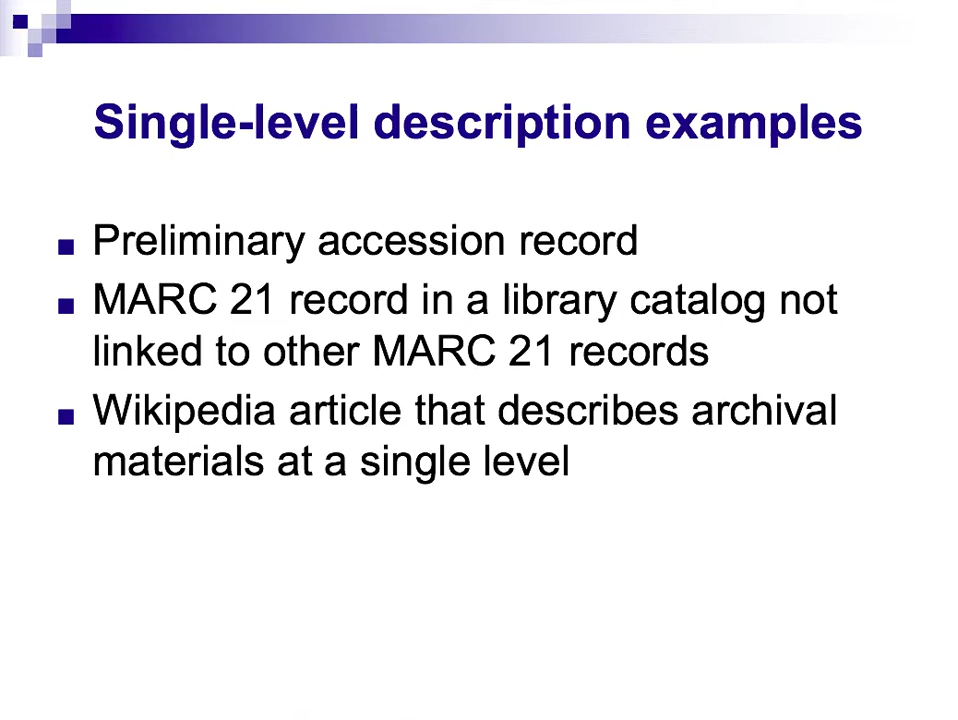 Single-level description examples
Preliminary accession record
MARC 21 record in a library catalog not
linked to other MARC 21 records
Wikipedia article that describes archival
materials at a single level